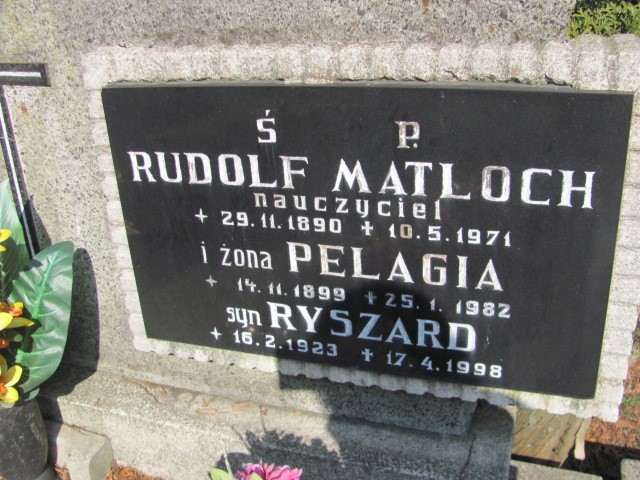 Ś P.
RUDOLF MATLOCH
nauczyciel
+ 29.11.1890 + 10.5.1971
i żona PELAGIA
+ 14.11.1899 + 25.1.1982
syn RYSZARD
+ 16.2.1923 + 17.4.1998